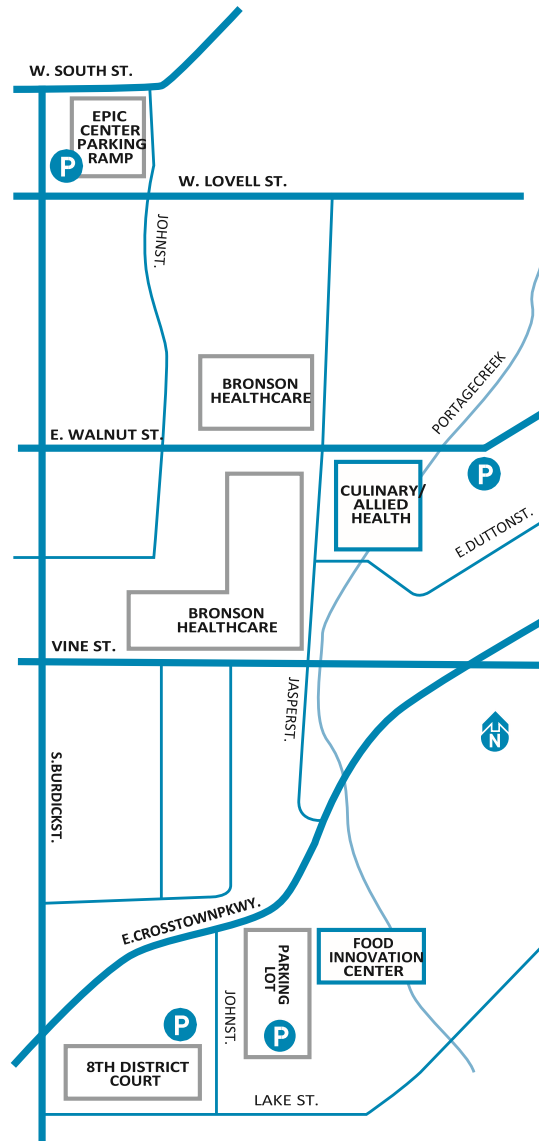 W. SOUTH ST.
EPIC
CENTER
PARKING
RAMP
P
W. LOVELL ST.
JOHNST.
PORTAGECREEK
BRONSON
HEALTHCARE
E. WALNUT ST.
P
CULINARY/
ALLIED
HEALTH
E.DUTTONST.
BRONSON
HEALTHCARE
VINE ST.
JASPERST.
N
S.BURDICKST.
E.CROSSTOWNPKWY.
PARKING
LOT
P
FOOD
INNOVATION
CENTER
JOHNST.
P
8TH DISTRICT
COURT
LAKE ST.